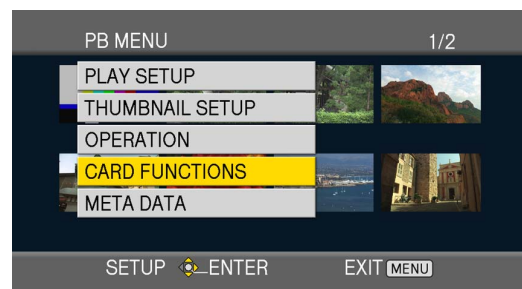 PB MENU 1/2
PLAY SETUP
THUMBNAIL SETUP
OPERATION
CARD FUNCTIONS
META DATA
SETUP ENTER EXIT MENU